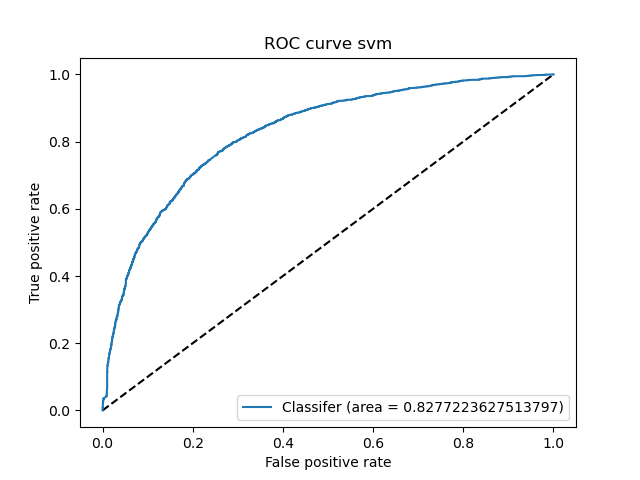 ROC curve svm
1.0
0.8
0.6
0.4
0.2
0.0
True positive rate
Classifer (area = 0.8277223627513797)
0.0 0.2 0.4 0.6 0.8 1.0
False positive rate